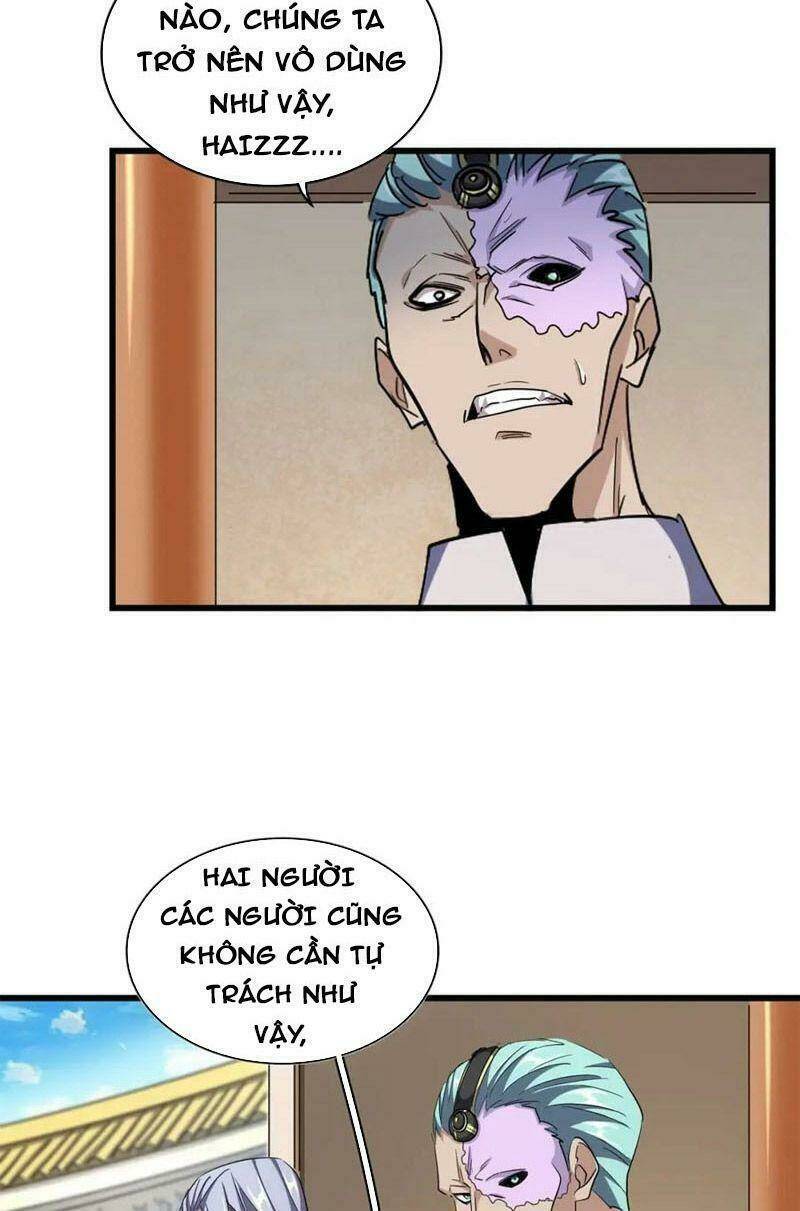 NÀO, CHÚNG TA
TRỞ NÊN VÔ DÙNG
NHƯ VẬY,
HAIZZZ....
HAI NGƯỜI
CÁC NGƯỜI CŨNG
KHÔNG CẦN TỰ
TRÁCH NHƯ
VẬY,